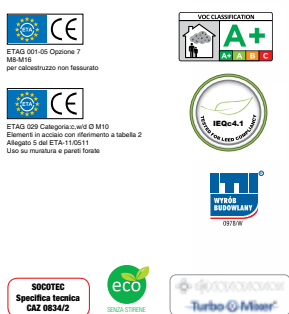 ETA
CE
ETAG 001-05 Opzione 7
M8-M16
per calcestruzzo non fessurato
ETA
CE
ETAG 029 Categoria:c,w/d Ø M10
Elementi in acciaio con riferimento a tabella 2
Allegato 5 del ETA-11/0511
Uso su muratura e pareti forate
VOC CLASSIFICATION
A+
A+ A B C
IEQc4.1
TESTED FOR LEED COMPLIANCY
WYRÓB
BUDOWLANY
0978/W
SOCOTEC
Specifica tecnica
CAZ 0834/2
eco
SENZA STIRENE
Turbo Mixer